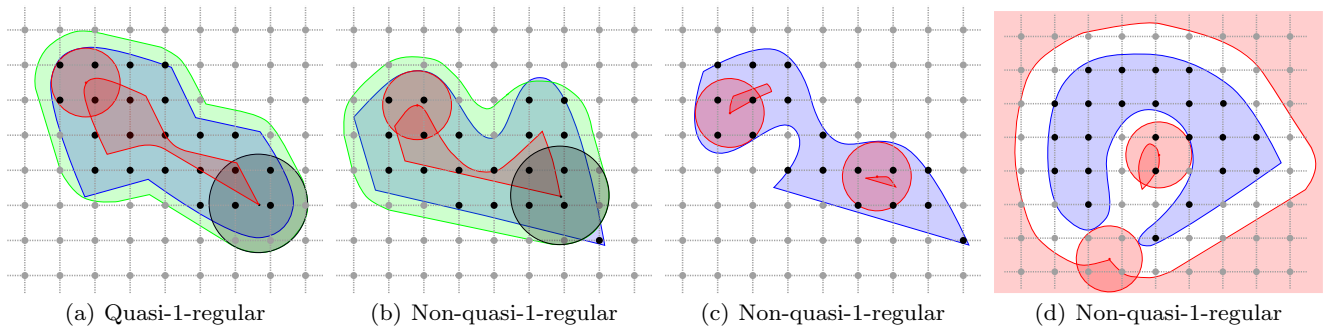 (a) Quasi-1-regular
(b) Non-quasi-1-regular
(c) Non-quasi-1-regular
(d) Non-quasi-1-regular